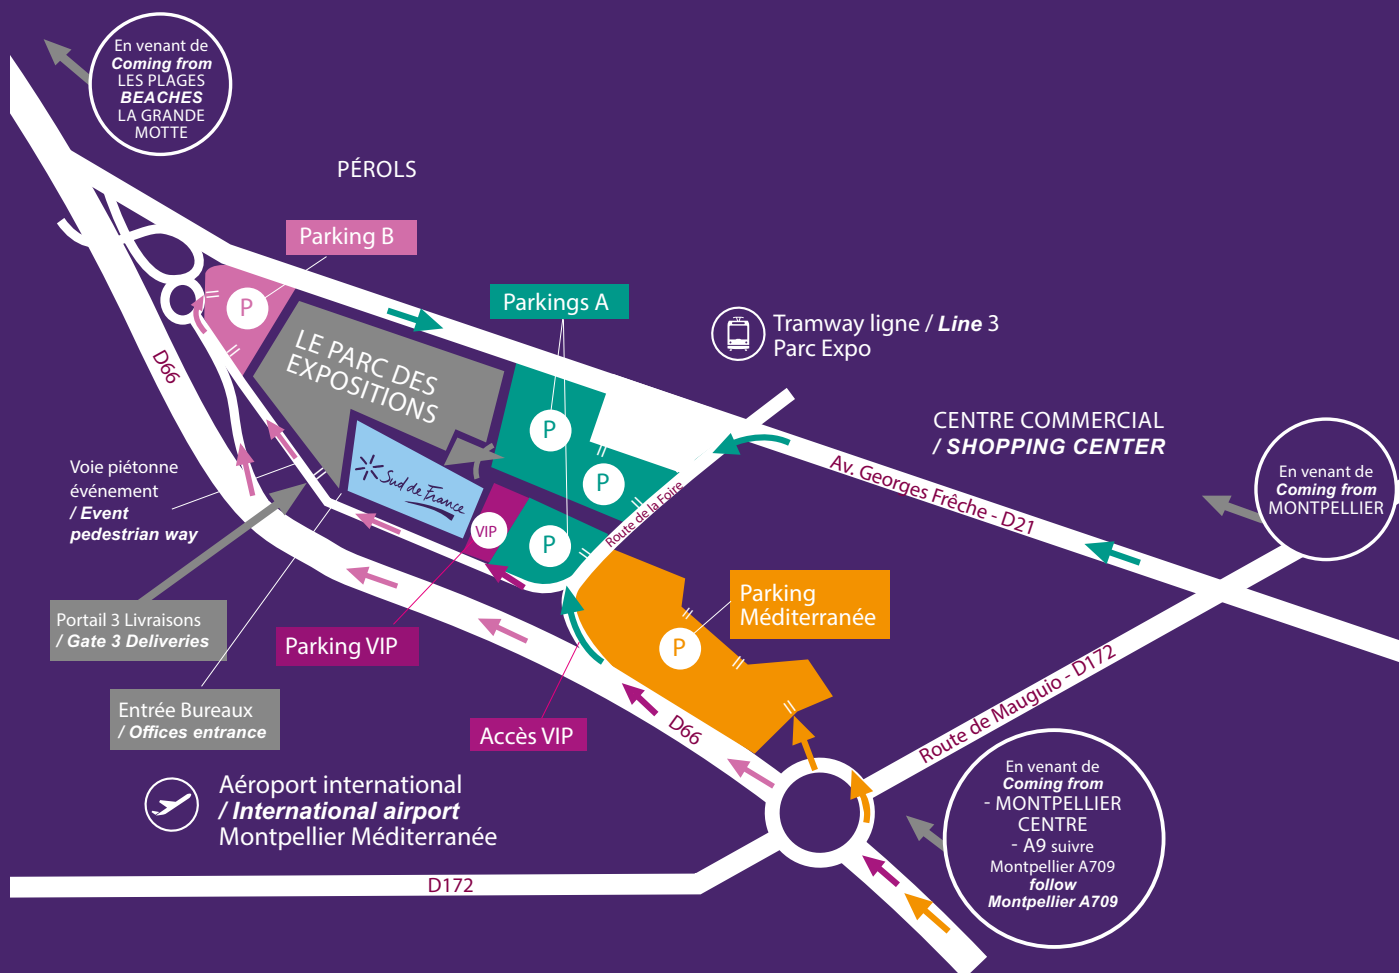 En venant de
Coming from
LES PLAGES
BEACHES
LA GRANDE
MOTTE
PÉROLS
Parking B
P
Parkings A
Tramway ligne / Line 3
Parc Expo
LE PARC DES
EXPOSITIONS
D66
CENTRE COMMERCIAL
/ SHOPPING CENTER
P
P
Av. Georges Frêche - D21
En venant de
Coming from
MONTPELLIER
Voie piétonne
événement
/ Event
pedestrian way
Sud de France
Route de la Foire
VIP
P
Portail 3 Livraisons
/ Gate 3 Deliveries
Parking VIP
Parking
Méditerranée
P
Entrée Bureaux
/ Offices entrance
Accès VIP
D66
Route de Mauguio - D172
Aéroport international
/ International airport
Montpellier Méditerranée
En venant de
Coming from
- MONTPELLIER
CENTRE
- A9 suivre
Montpellier A709
follow
Montpellier A709
D172